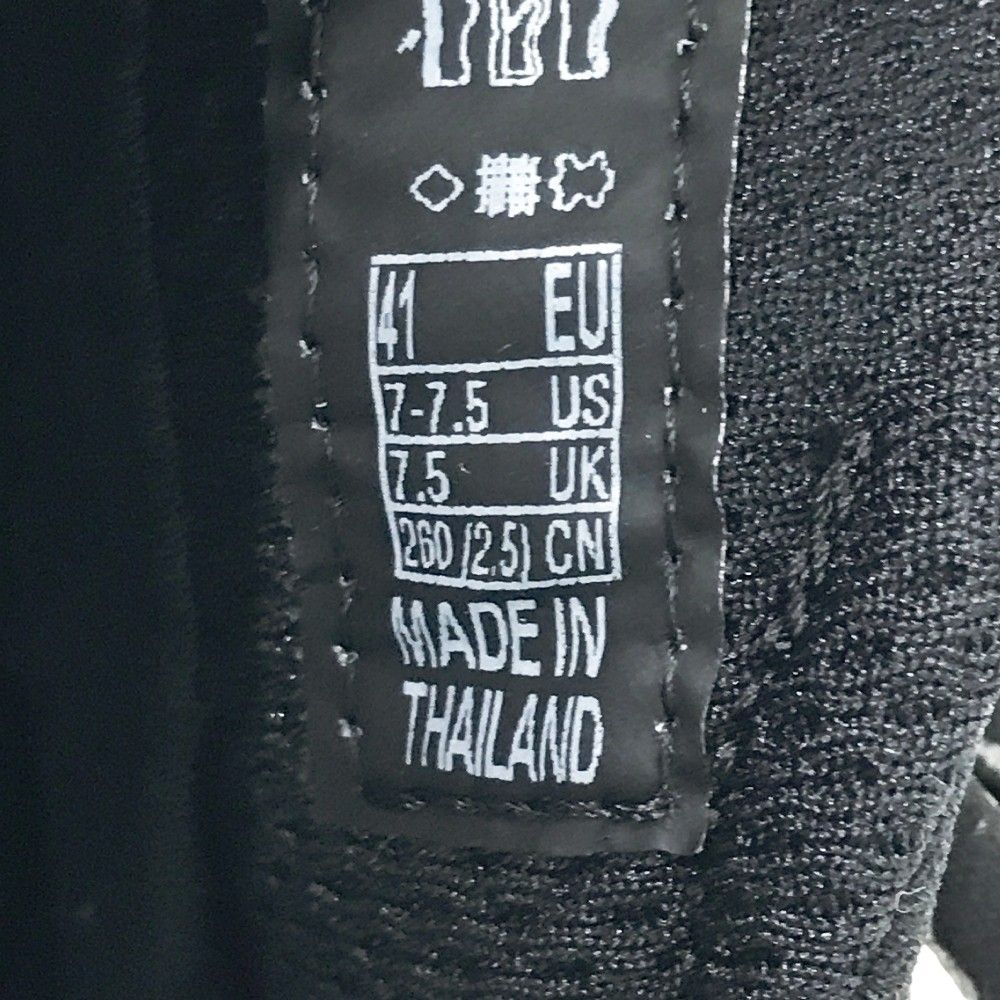 41 EU
7-7.5 US
7.5 UK
260 (2.5) CN
MADE IN
THAILAND